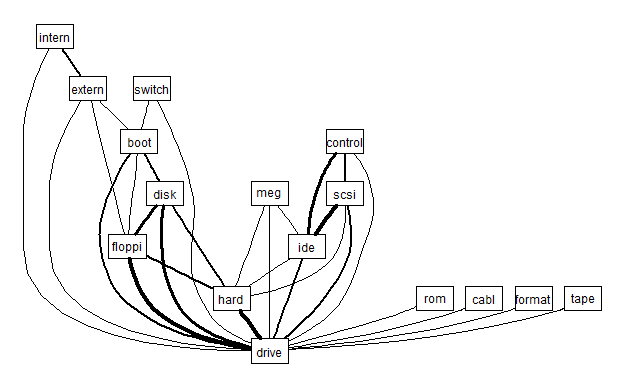 intern
extern
switch
boot
control
disk
meg
scsi
floppi
ide
hard
rom
cabl
format
tape
drive